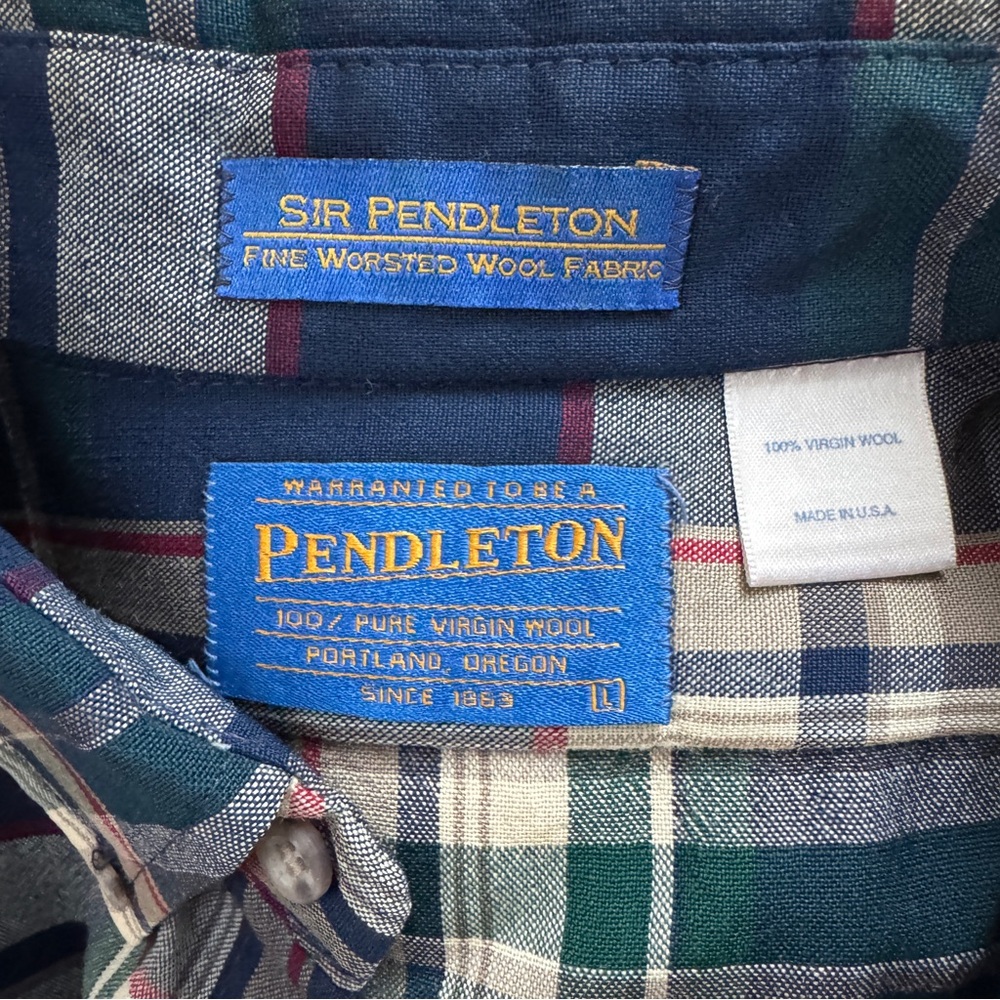 SIR PENDLETON
FINE WORSTED WOOL FABRIC
100% VIRGIN WOOL
MADE IN U.S.A.
WARRANTED TO BE A
PENDLETON
100% PURE VIRGIN WOOL
PORTLAND, OREGON
SINCE 1863 L